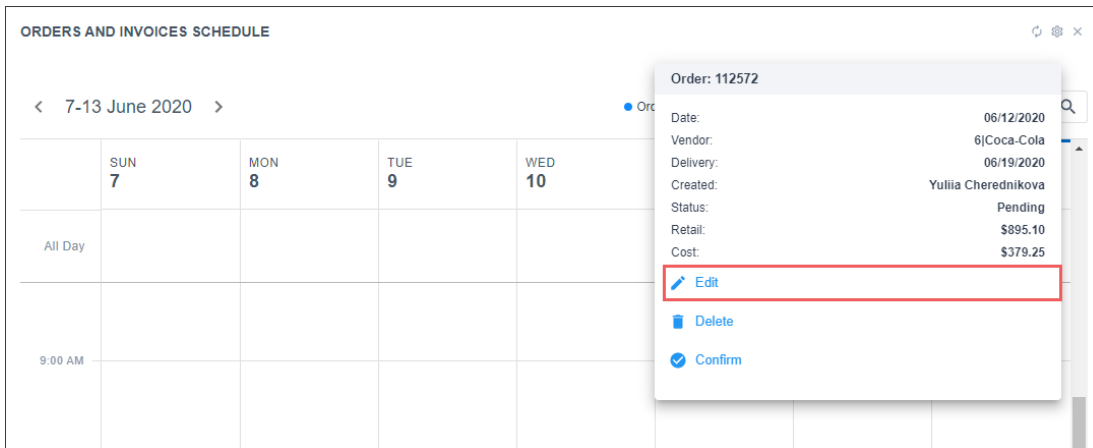 ORDERS AND INVOICES SCHEDULE
Order: 112572
7-13 June 2020
Date: 06/12/2020
Vendor: 6|Coca-Cola
Delivery: 06/19/2020
Created: Yuliia Cherednikova
Status: Pending
Retail: $895.10
Cost: $379.25
Edit
Delete
Confirm
SUN MON TUE WED
7 8 9 10
All Day
9:00 AM